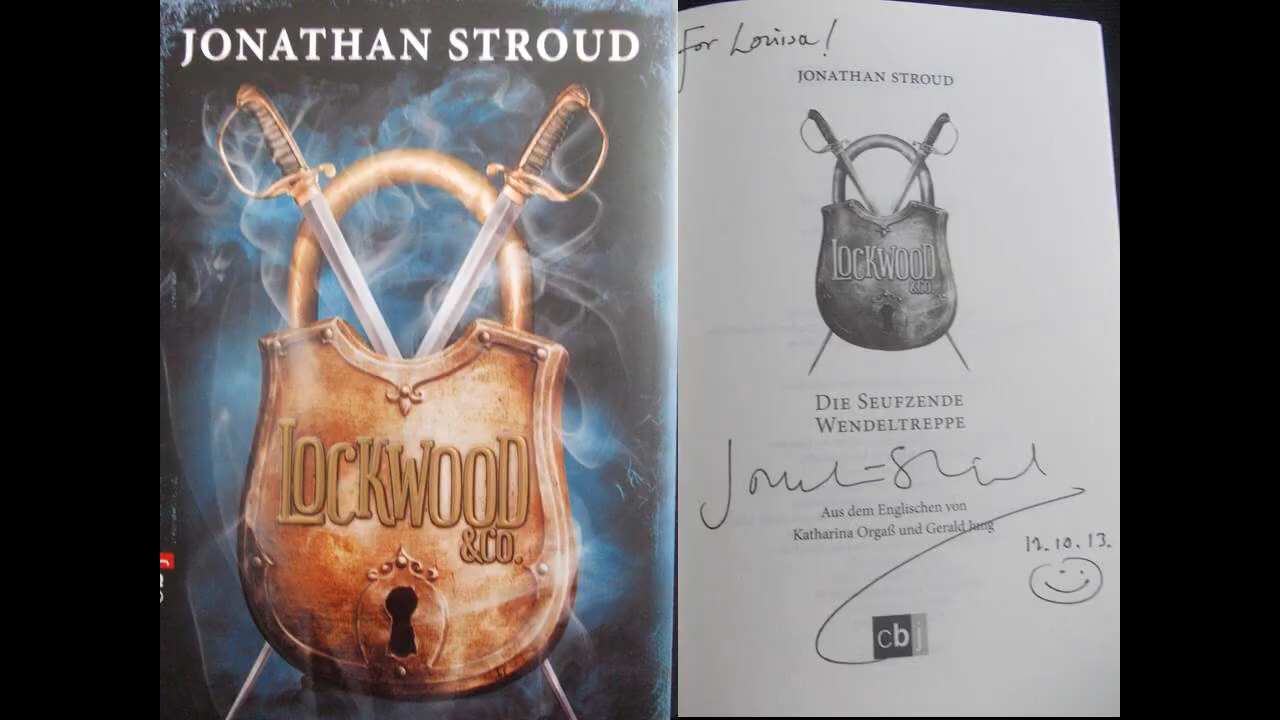 JONATHAN STROUD
LOCKWOOD
&CO.
For Louisa!
JONATHAN STROUD
LOCKWOOD
&CO.
DIE SEUFZENDE
WENDELTREPPE
Aus dem Englischen von
Katharina Orgaß und Gerald Jung
12.10.13.
cbj